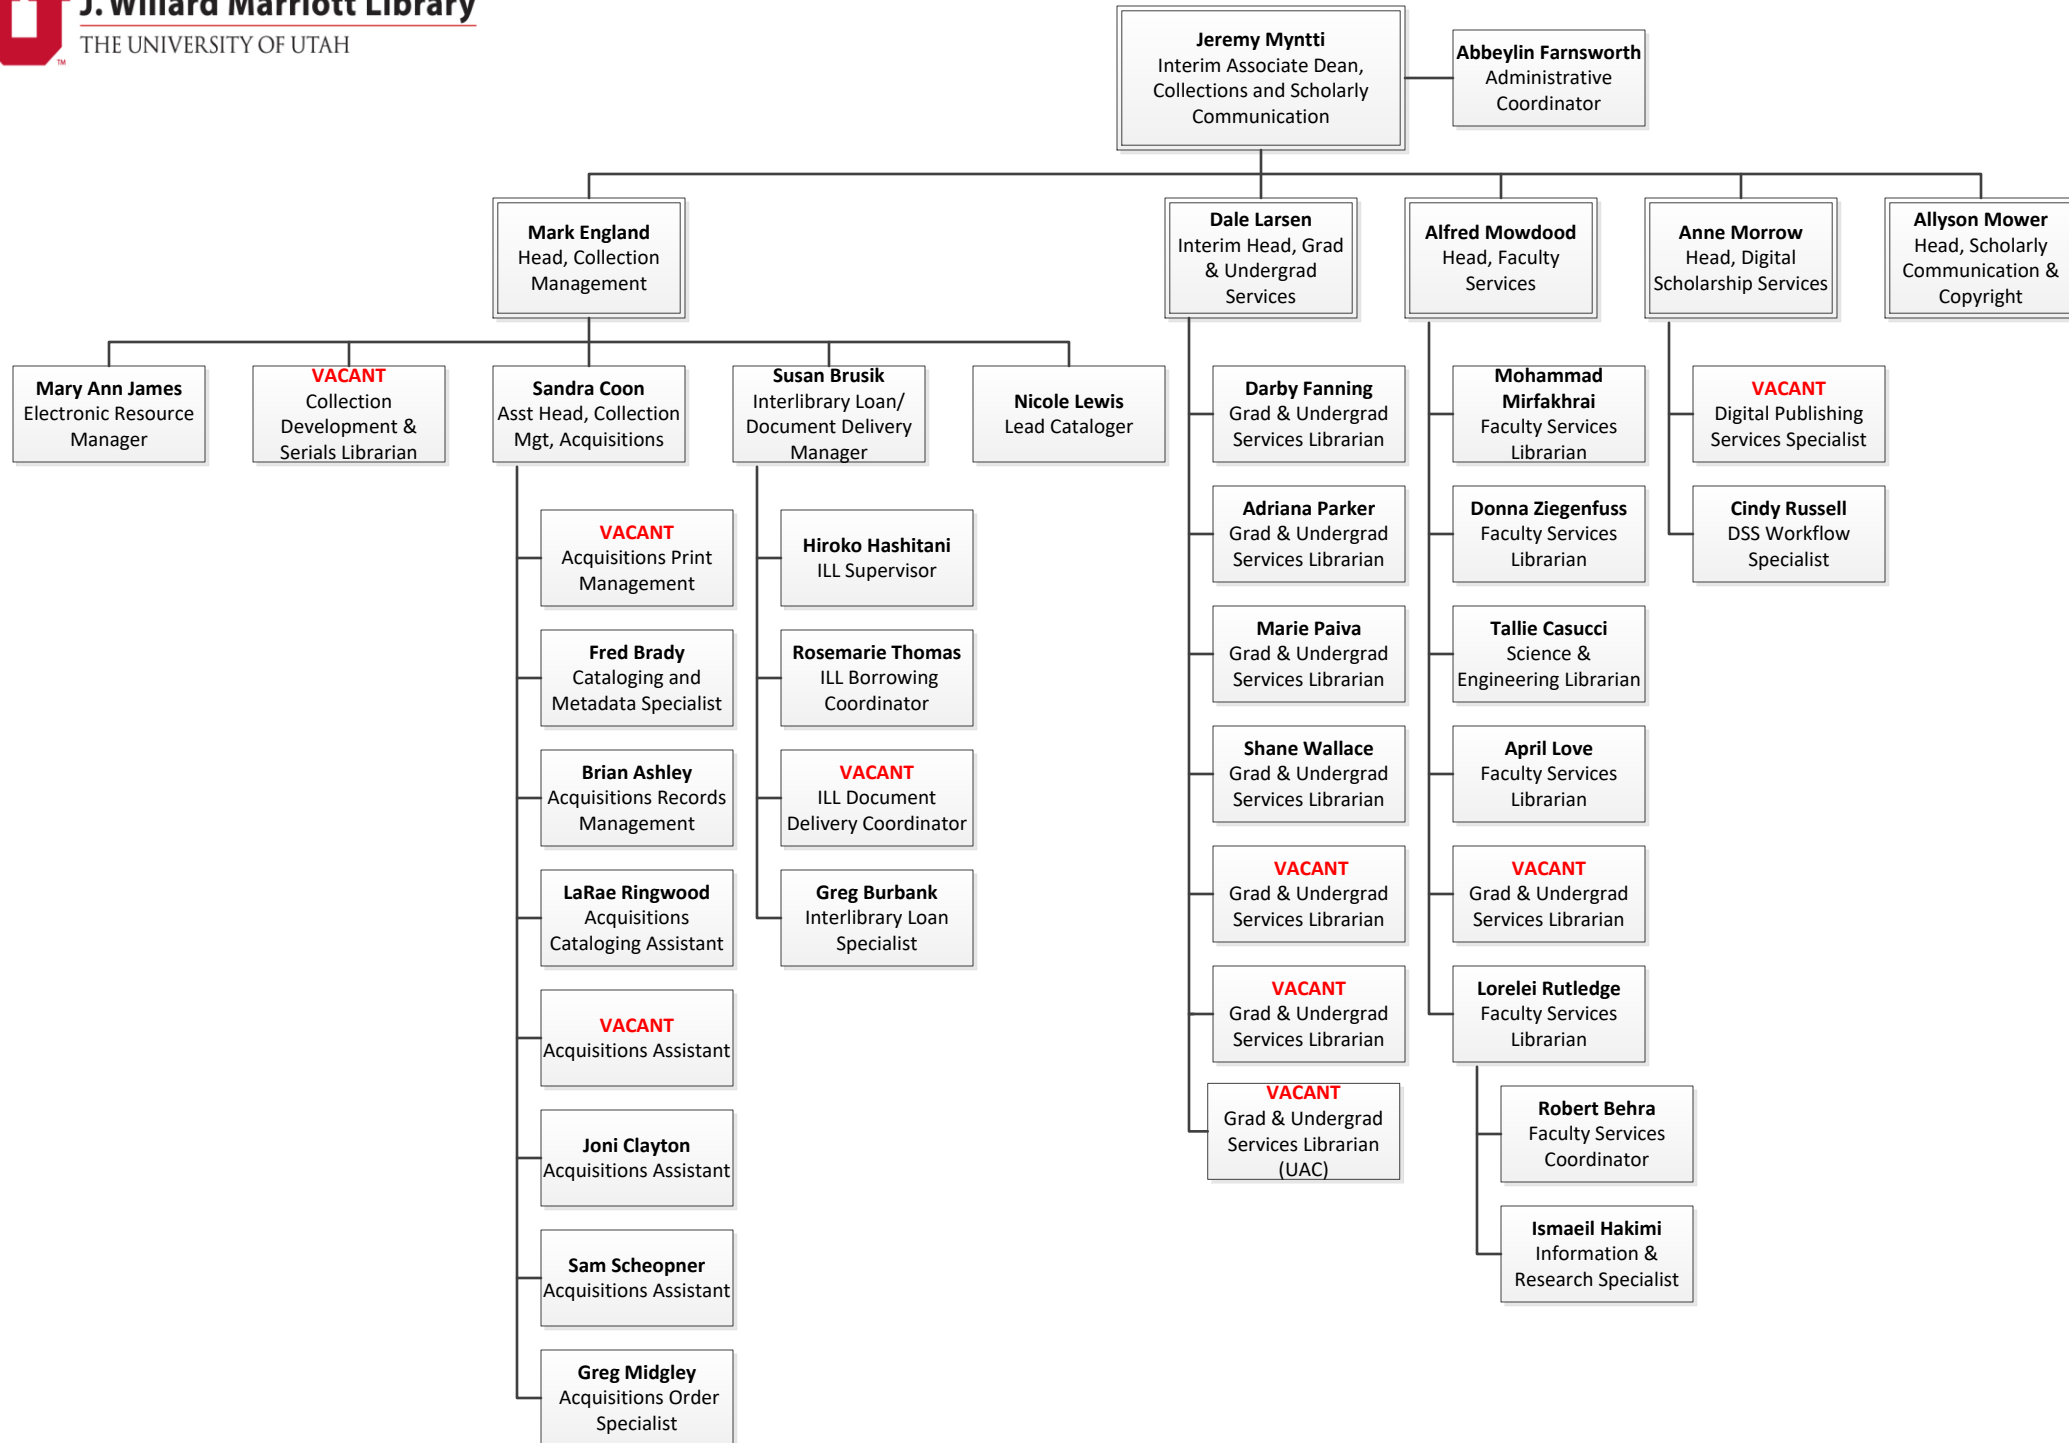 J. Willard Marriott Library
THE UNIVERSITY OF UTAH
TM
Jeremy Myntti
Interim Associate Dean,
Collections and Scholarly
Communication
Abbeylin Farnsworth
Administrative
Coordinator
Mark England
Head, Collection
Management
Dale Larsen
Interim Head, Grad
& Undergrad
Services
Alfred Mowdood
Head, Faculty
Services
Anne Morrow
Head, Digital
Scholarship Services
Allyson Mower
Head, Scholarly
Communication &
Copyright
Mary Ann James
Electronic Resource
Manager
VACANT
Collection
Development &
Serials Librarian
Sandra Coon
Asst Head, Collection
Mgt, Acquisitions
Susan Brusik
Interlibrary Loan/
Document Delivery
Manager
Nicole Lewis
Lead Cataloger
VACANT
Acquisitions Print
Management
Fred Brady
Cataloging and
Metadata Specialist
Brian Ashley
Acquisitions Records
Management
LaRae Ringwood
Acquisitions
Cataloging Assistant
VACANT
Acquisitions Assistant
Joni Clayton
Acquisitions Assistant
Sam Scheopner
Acquisitions Assistant
Greg Midgley
Acquisitions Order
Specialist
Hiroko Hashitani
ILL Supervisor
Rosemarie Thomas
ILL Borrowing
Coordinator
VACANT
ILL Document
Delivery Coordinator
Greg Burbank
Interlibrary Loan
Specialist
Darby Fanning
Grad & Undergrad
Services Librarian
Adriana Parker
Grad & Undergrad
Services Librarian
Marie Paiva
Grad & Undergrad
Services Librarian
Shane Wallace
Grad & Undergrad
Services Librarian
VACANT
Grad & Undergrad
Services Librarian
VACANT
Grad & Undergrad
Services Librarian
VACANT
Grad & Undergrad
Services Librarian
(UAC)
Mohammad
Mirfakhrai
Faculty Services
Librarian
Donna Ziegenfuss
Faculty Services
Librarian
Tallie Casucci
Science &
Engineering Librarian
April Love
Faculty Services
Librarian
VACANT
Grad & Undergrad
Services Librarian
Lorelei Rutledge
Faculty Services
Librarian
Robert Behra
Faculty Services
Coordinator
Ismaeil Hakimi
Information &
Research Specialist
VACANT
Digital Publishing
Services Specialist
Cindy Russell
DSS Workflow
Specialist